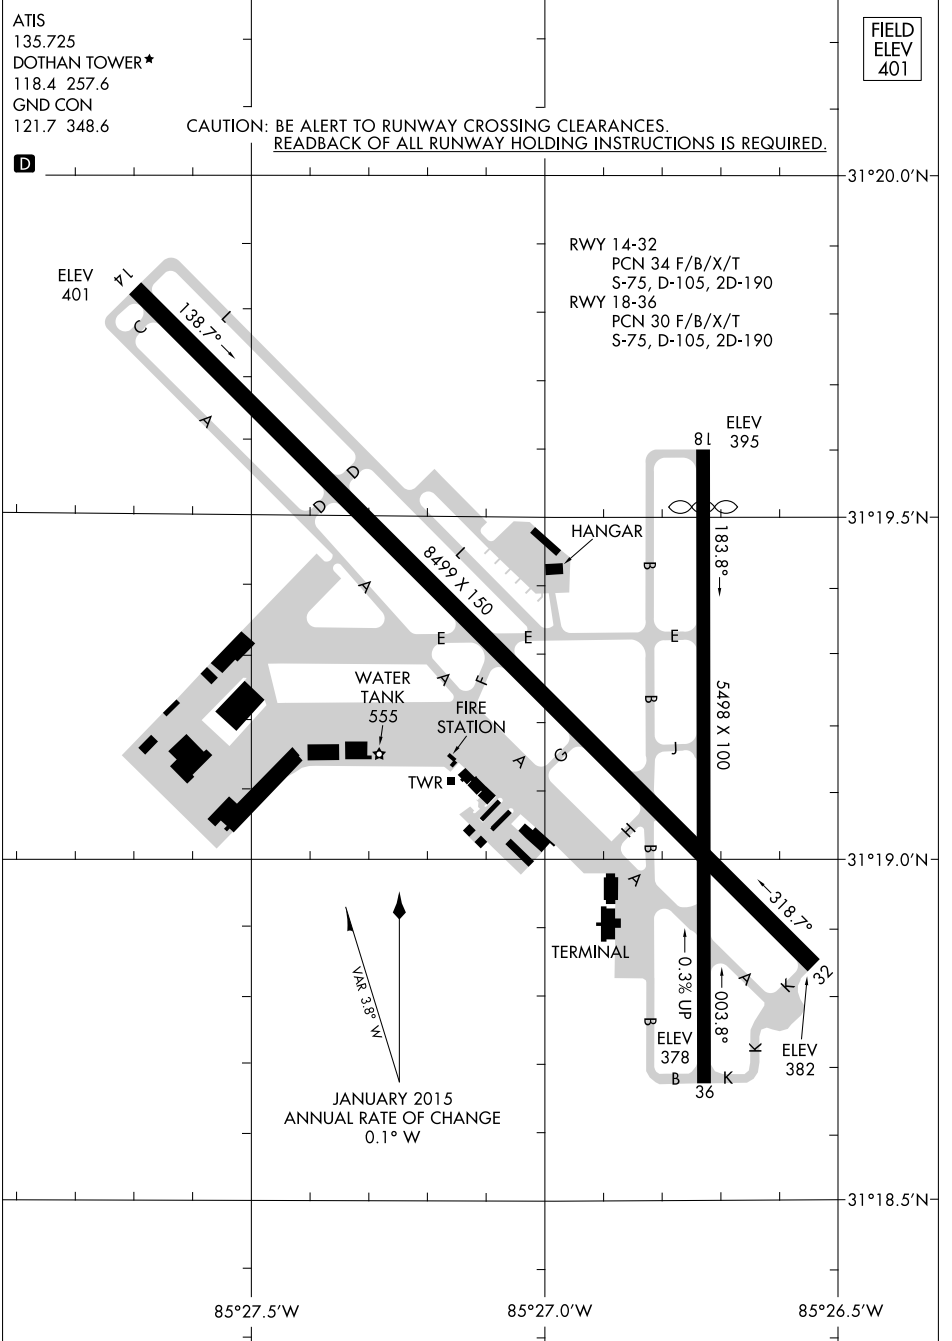 ATIS
135.725
DOTHAN TOWER★
118.4 257.6
GND CON
121.7 348.6
D
FIELD
ELEV
401
CAUTION: BE ALERT TO RUNWAY CROSSING CLEARANCES.
READBACK OF ALL RUNWAY HOLDING INSTRUCTIONS IS REQUIRED.
31°20.0'N
RWY 14-32
PCN 34 F/B/X/T
S-75, D-105, 2D-190
RWY 18-36
PCN 30 F/B/X/T
S-75, D-105, 2D-190
ELEV
401
14
138.7°
L
C
A
ELEV
395
18
D
D
31°19.5'N
HANGAR
183.8°
8499 X 150
L
A
B
E
E
E
A
F
B
WATER
TANK
555
FIRE
STATION
5498 X 100
TWR
A
G
J
H
B
31°19.0'N
A
318.7°
TERMINAL
32
VAR 3.8° W
0.3% UP
003.8°
A
K
B
ELEV
378
K
ELEV
382
B
K
36
JANUARY 2015
ANNUAL RATE OF CHANGE
0.1° W
31°18.5'N
85°27.5'W
85°27.0'W
85°26.5'W